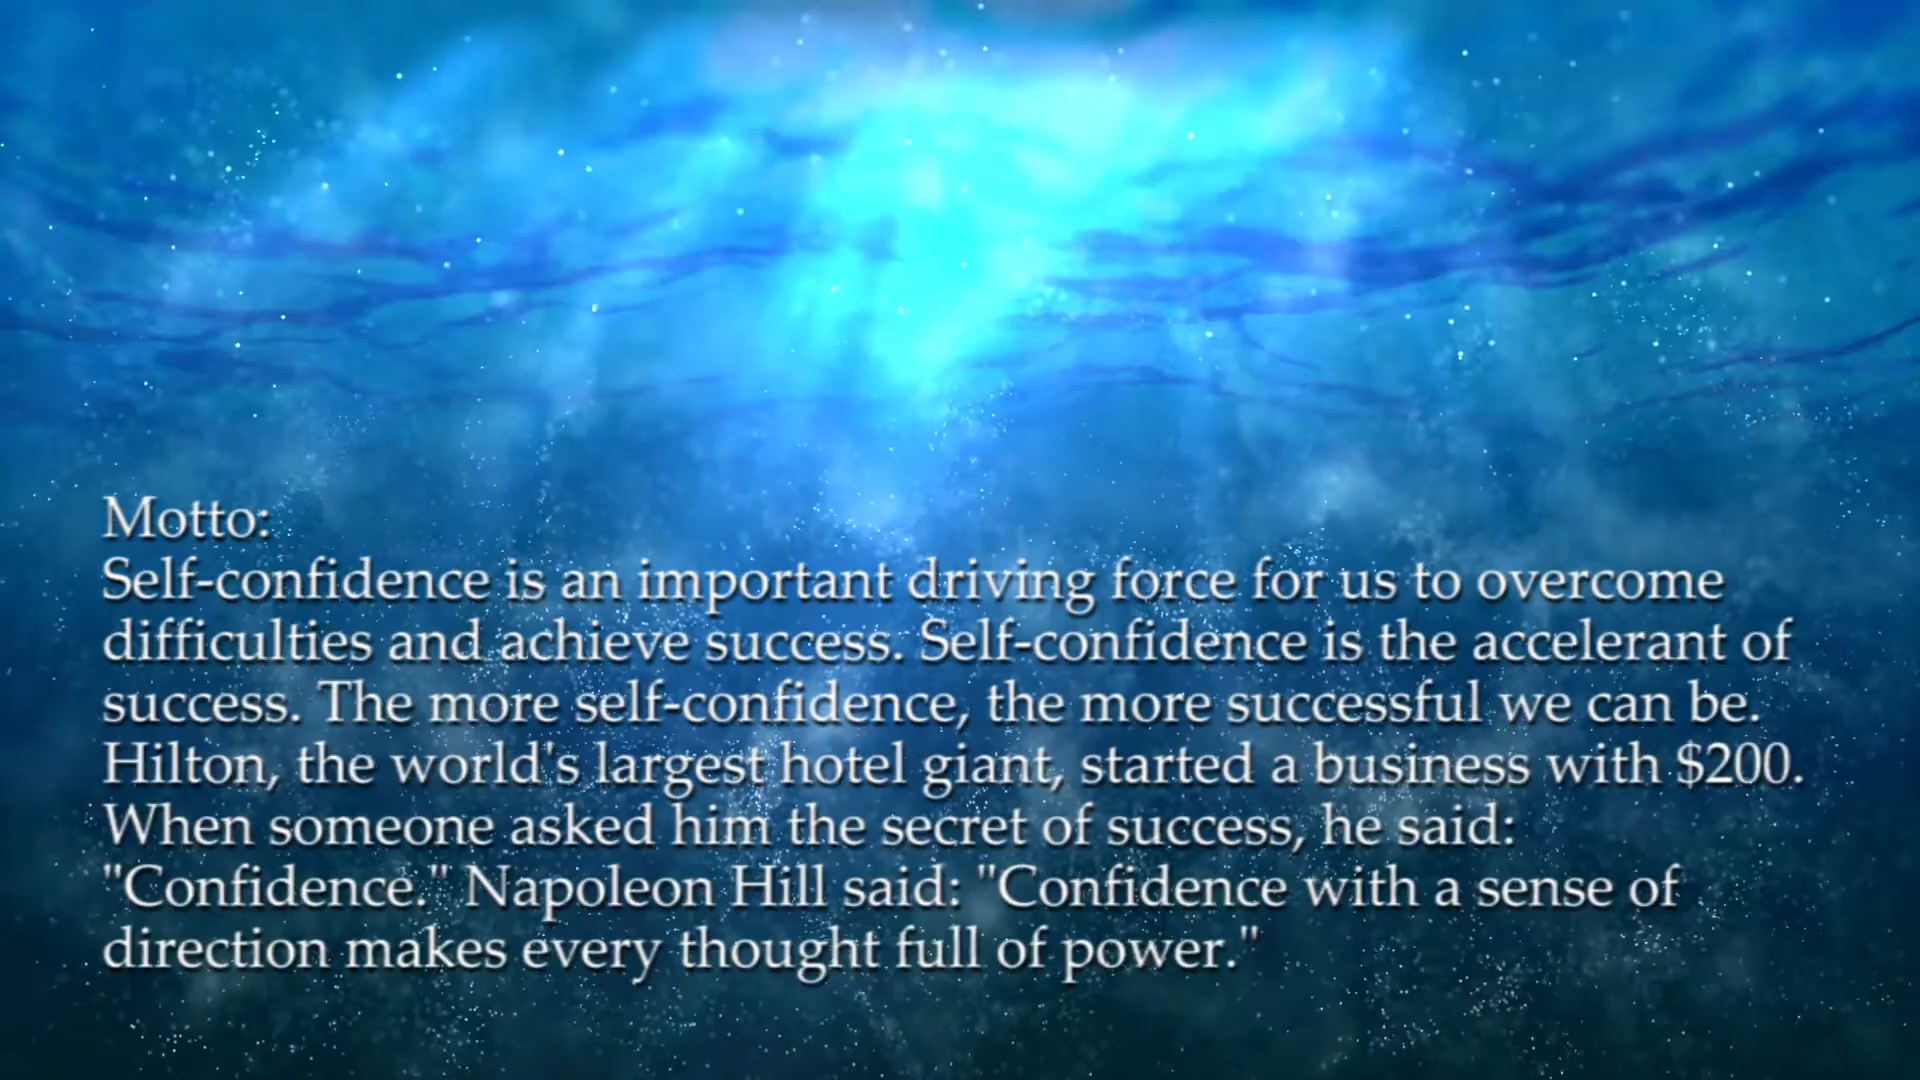 Motto:
Self-confidence is an important driving force for us to overcome
difficulties and achieve success. Self-confidence is the accelerant of
success. The more self-confidence, the more successful we can be.
Hilton, the world's largest hotel giant, started a business with $200.
When someone asked him the secret of success, he said:
"Confidence." Napoleon Hill said: "Confidence with a sense of
direction makes every thought full of power."